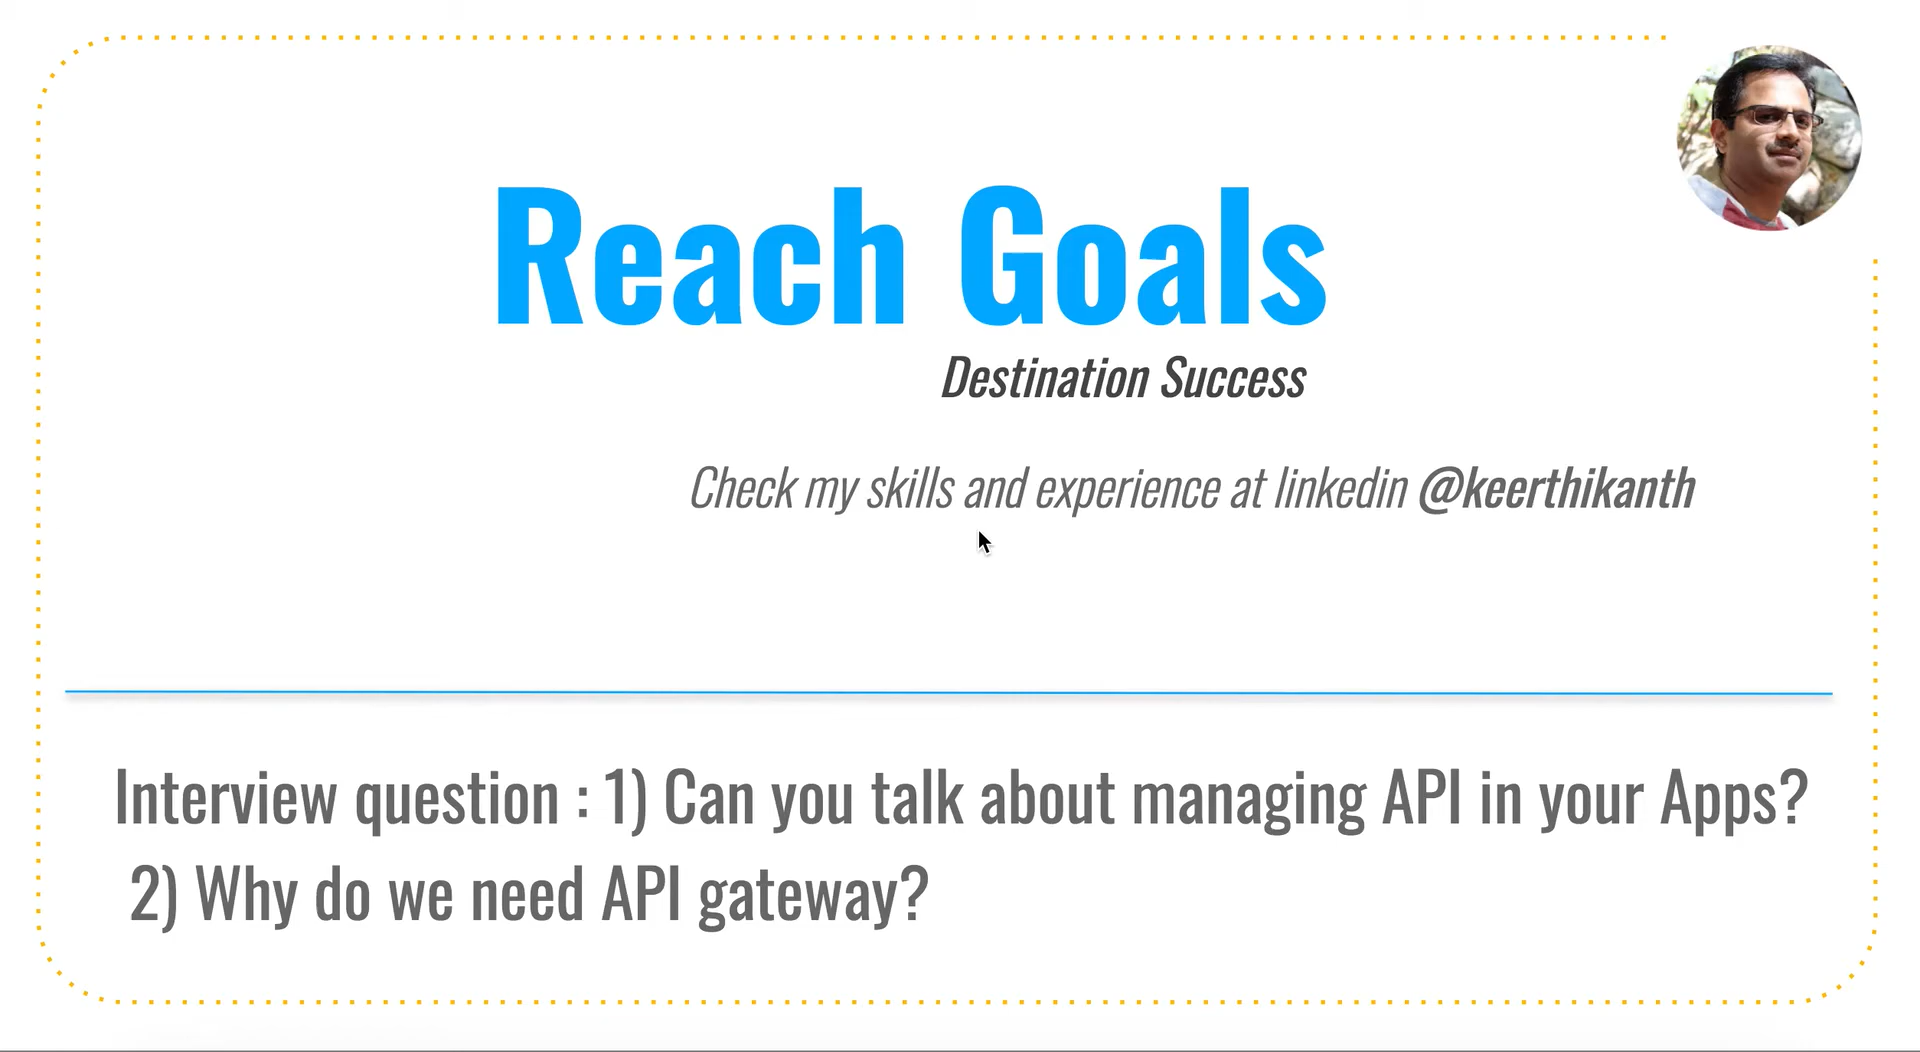 Reach Goals
Destination Success
Check my skills and experience at linkedin @keerthikanth
Interview question : 1) Can you talk about managing API in your Apps?
2) Why do we need API gateway?